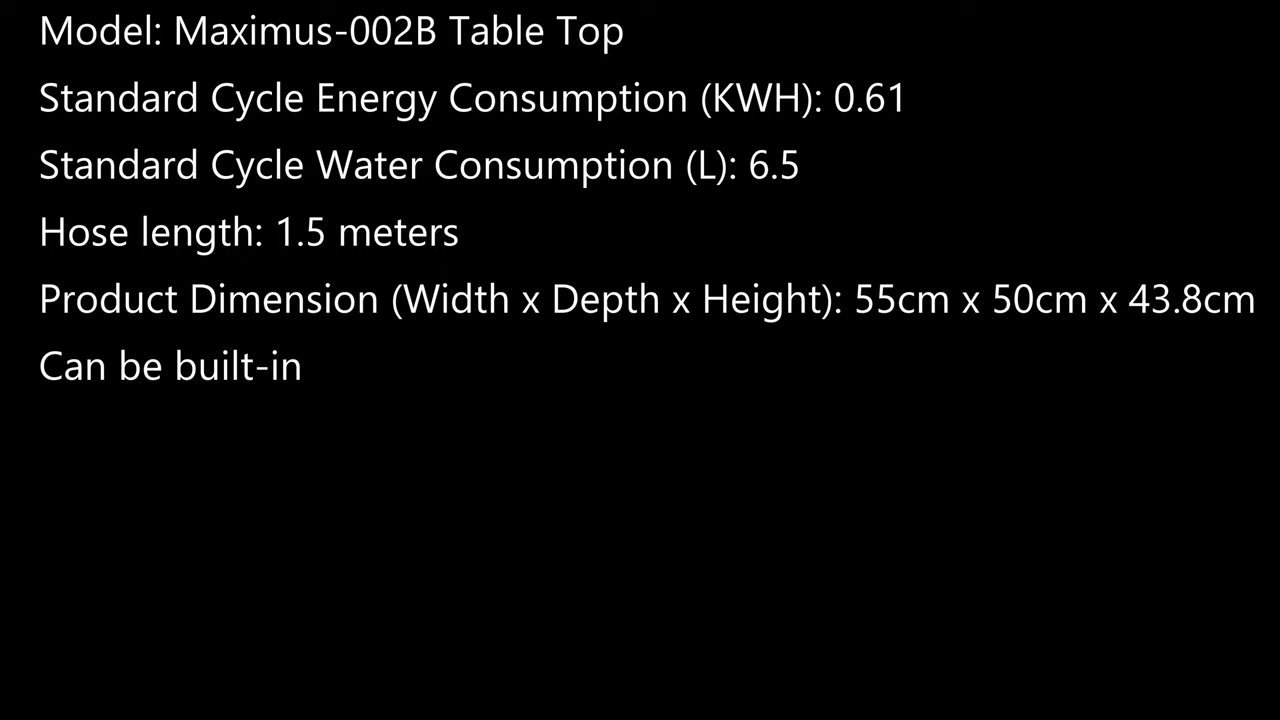 Model: Maximus-002B Table Top
Standard Cycle Energy Consumption (KWH): 0.61
Standard Cycle Water Consumption (L): 6.5
Hose length: 1.5 meters
Product Dimension (Width x Depth x Height): 55cm x 50cm x 43.8cm
Can be built-in